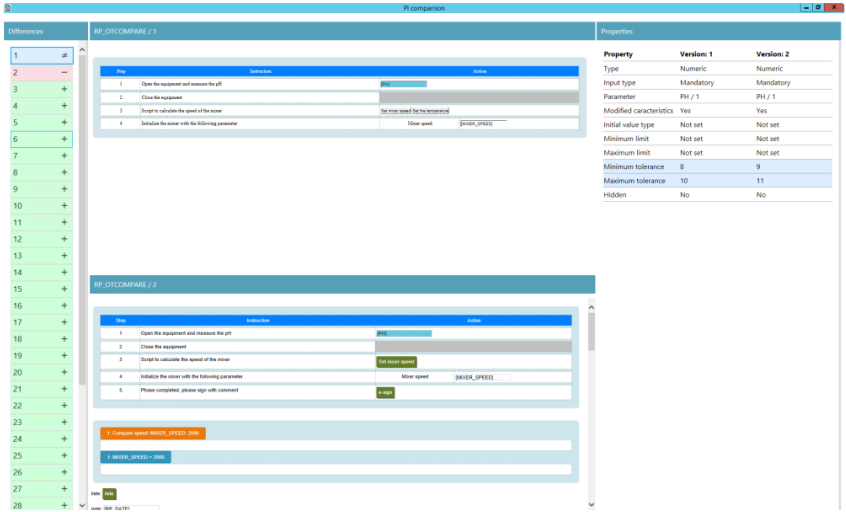 PI comparison
Differences
1 ≠
2 −
3 +
4 +
5 +
6 +
7 +
8 +
9 +
10 +
11 +
12 +
13 +
14 +
15 +
16 +
17 +
18 +
19 +
20 +
21 +
22 +
23 +
24 +
25 +
26 +
27 +
28 +
RP_OTCOMPARE / 1
Step Instruction Action
1 Open the equipment and measure the pH [PH]
2 Close the equipment
3 Script to calculate the speed of the mixer Set mixer speed Set the temperature
4 Initialize the mixer with the following parameter Mixer speed [MIXER_SPEED]
RP_OTCOMPARE / 2
Step Instruction Action
1 Open the equipment and measure the pH [PH]
2 Close the equipment
3 Script to calculate the speed of the mixer Set mixer speed
4 Initialize the mixer with the following parameter Mixer speed [MIXER_SPEED]
5 Phase completed, please sign with comment e-sign
1: Compare speed: MIXER_SPEED: 2000
1: MIXER_SPEED = 2000
date [RP_DATE]
Properties
Property Version: 1 Version: 2
Type Numeric Numeric
Input type Mandatory Mandatory
Parameter PH / 1 PH / 1
Modified caracteristics Yes Yes
Initial value type Not set Not set
Minimum limit Not set Not set
Maximum limit Not set Not set
Minimum tolerance 8 9
Maximum tolerance 10 11
Hidden No No